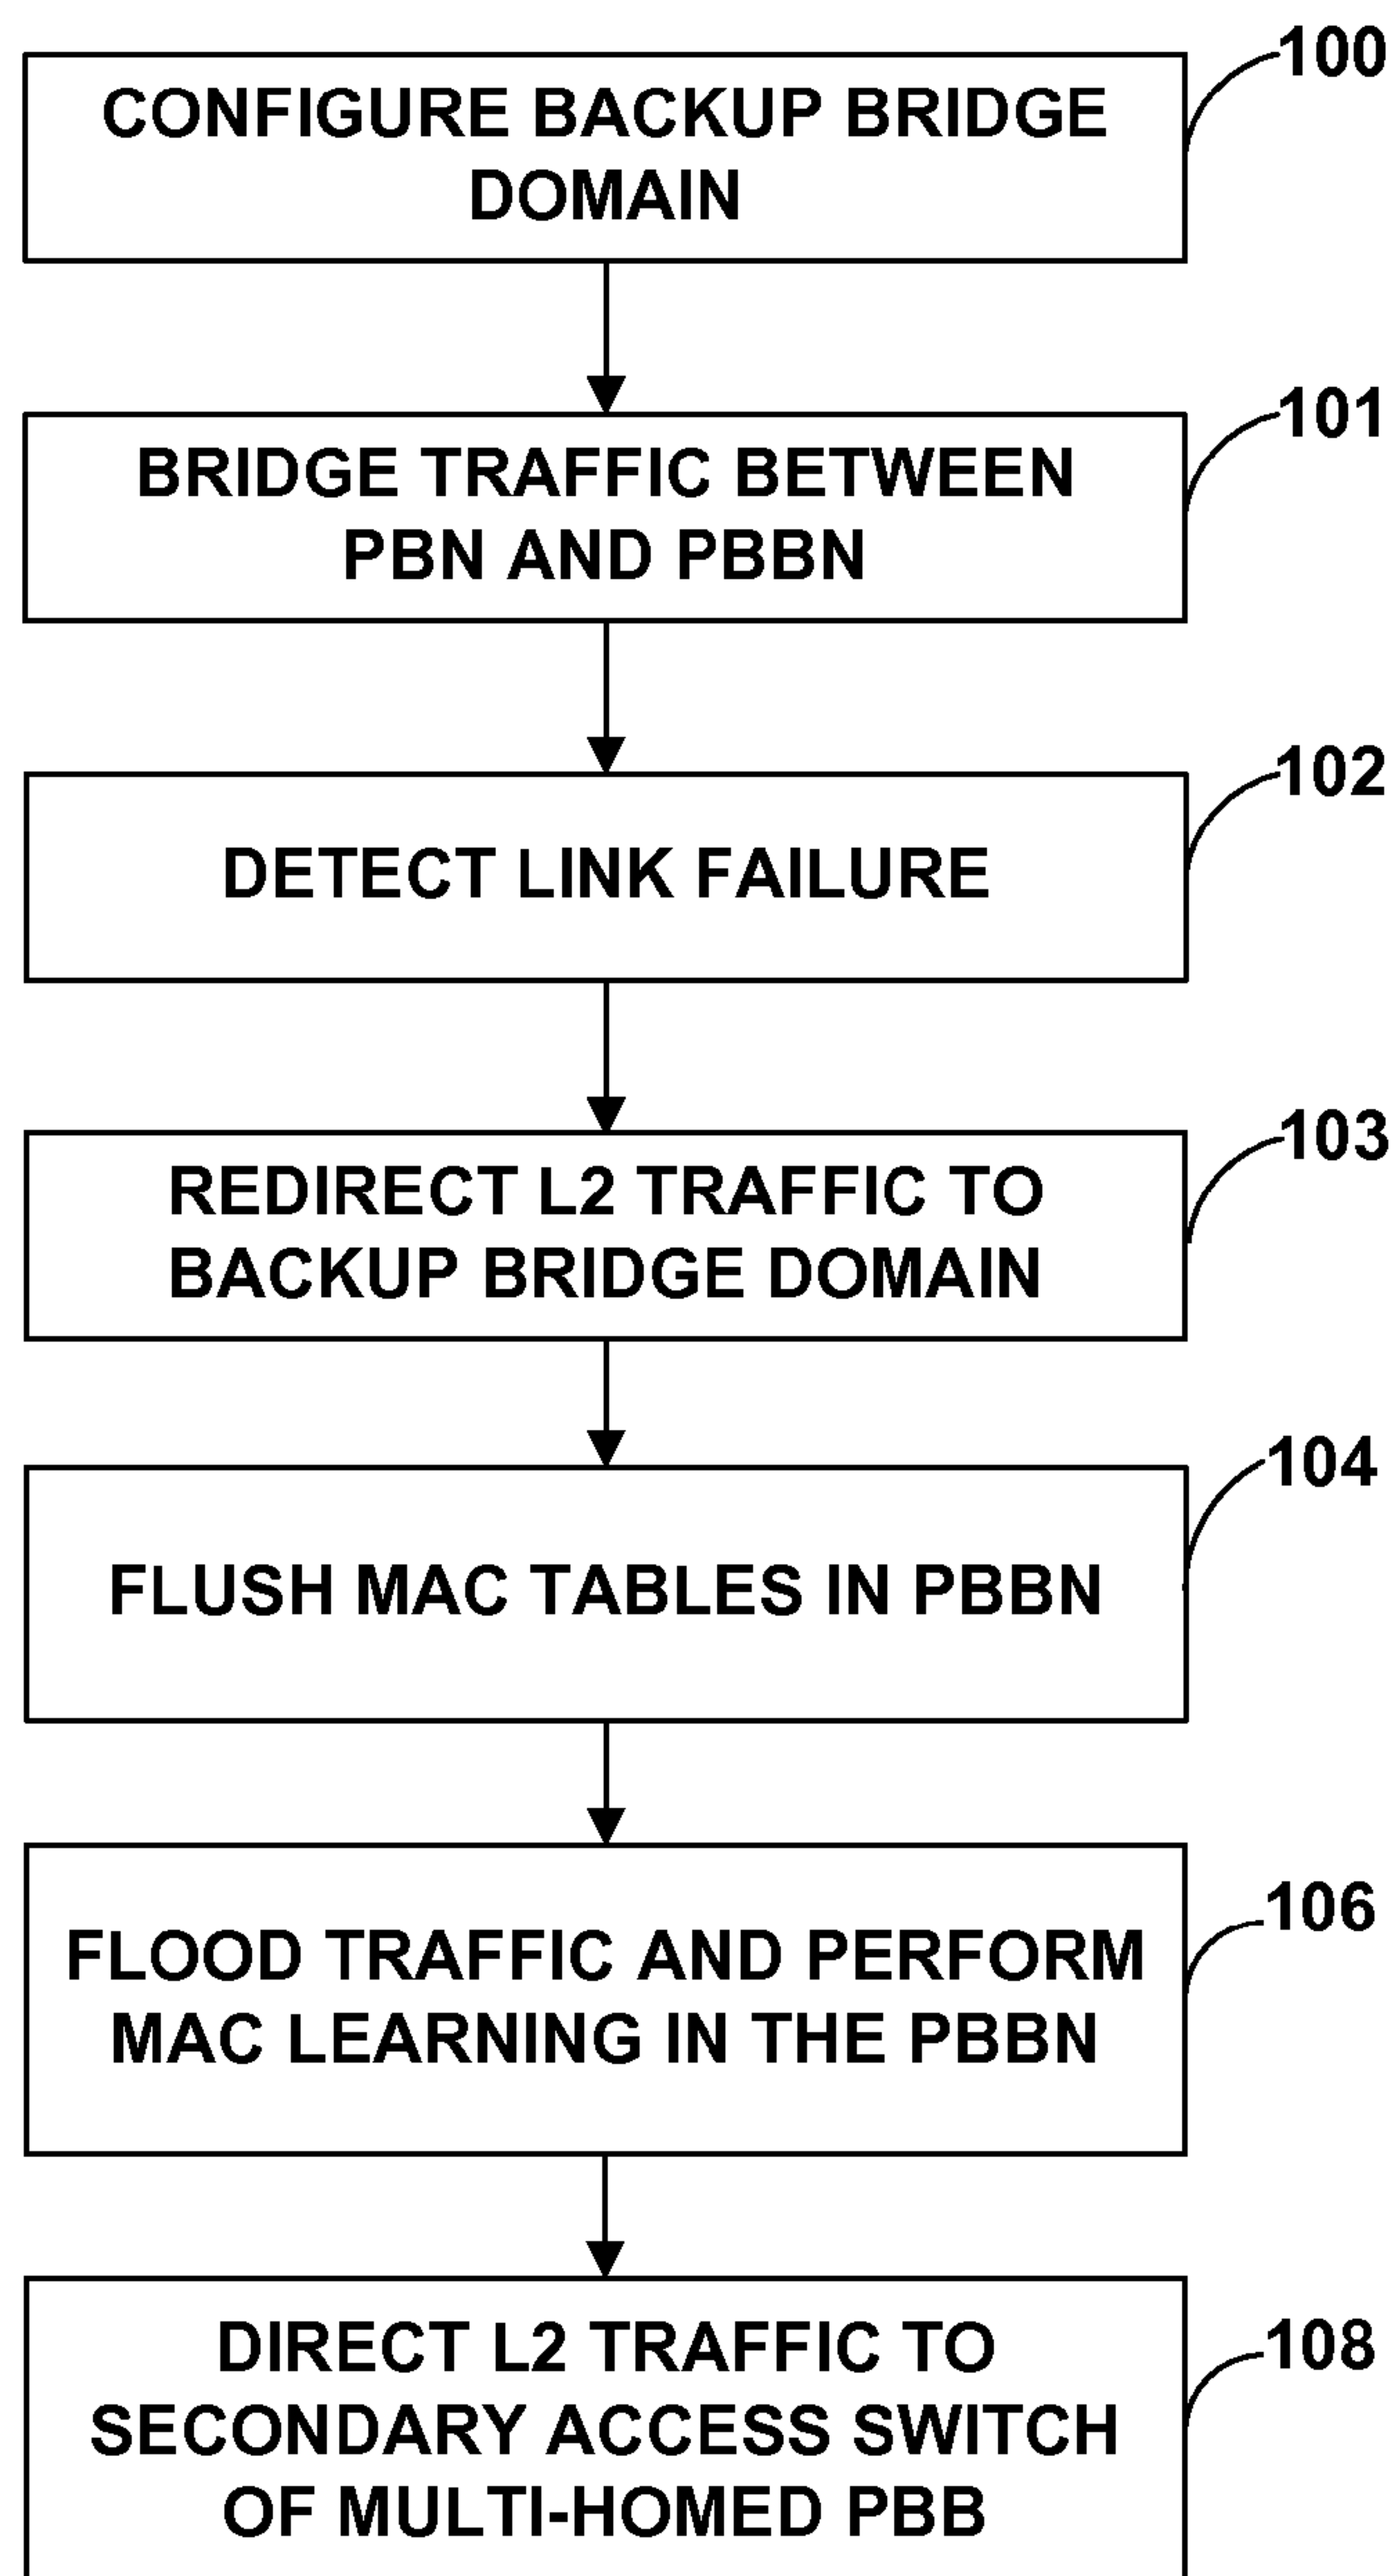 100
CONFIGURE BACKUP BRIDGE
DOMAIN
101
BRIDGE TRAFFIC BETWEEN
PBN AND PBBN
102
DETECT LINK FAILURE
103
REDIRECT L2 TRAFFIC TO
BACKUP BRIDGE DOMAIN
104
FLUSH MAC TABLES IN PBBN
106
FLOOD TRAFFIC AND PERFORM
MAC LEARNING IN THE PBBN
108
DIRECT L2 TRAFFIC TO
SECONDARY ACCESS SWITCH
OF MULTI-HOMED PBB